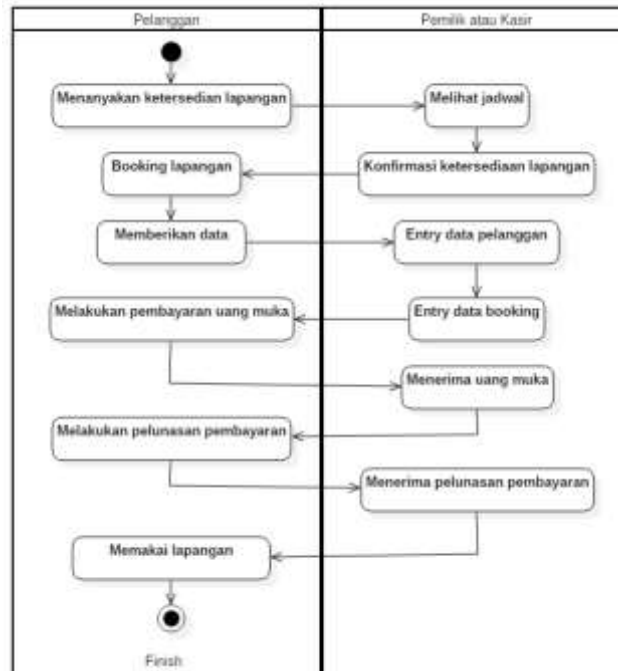 Pelanggan
Pemilik atau Kasir
Menanyakan ketersedian lapangan
Melihat jadwal
Booking lapangan
Konfirmasi ketersediaan lapangan
Memberikan data
Entry data pelanggan
Melakukan pembayaran uang muka
Entry data booking
Menerima uang muka
Melakukan pelunasan pembayaran
Menerima pelunasan pembayaran
Memakai lapangan
Finish